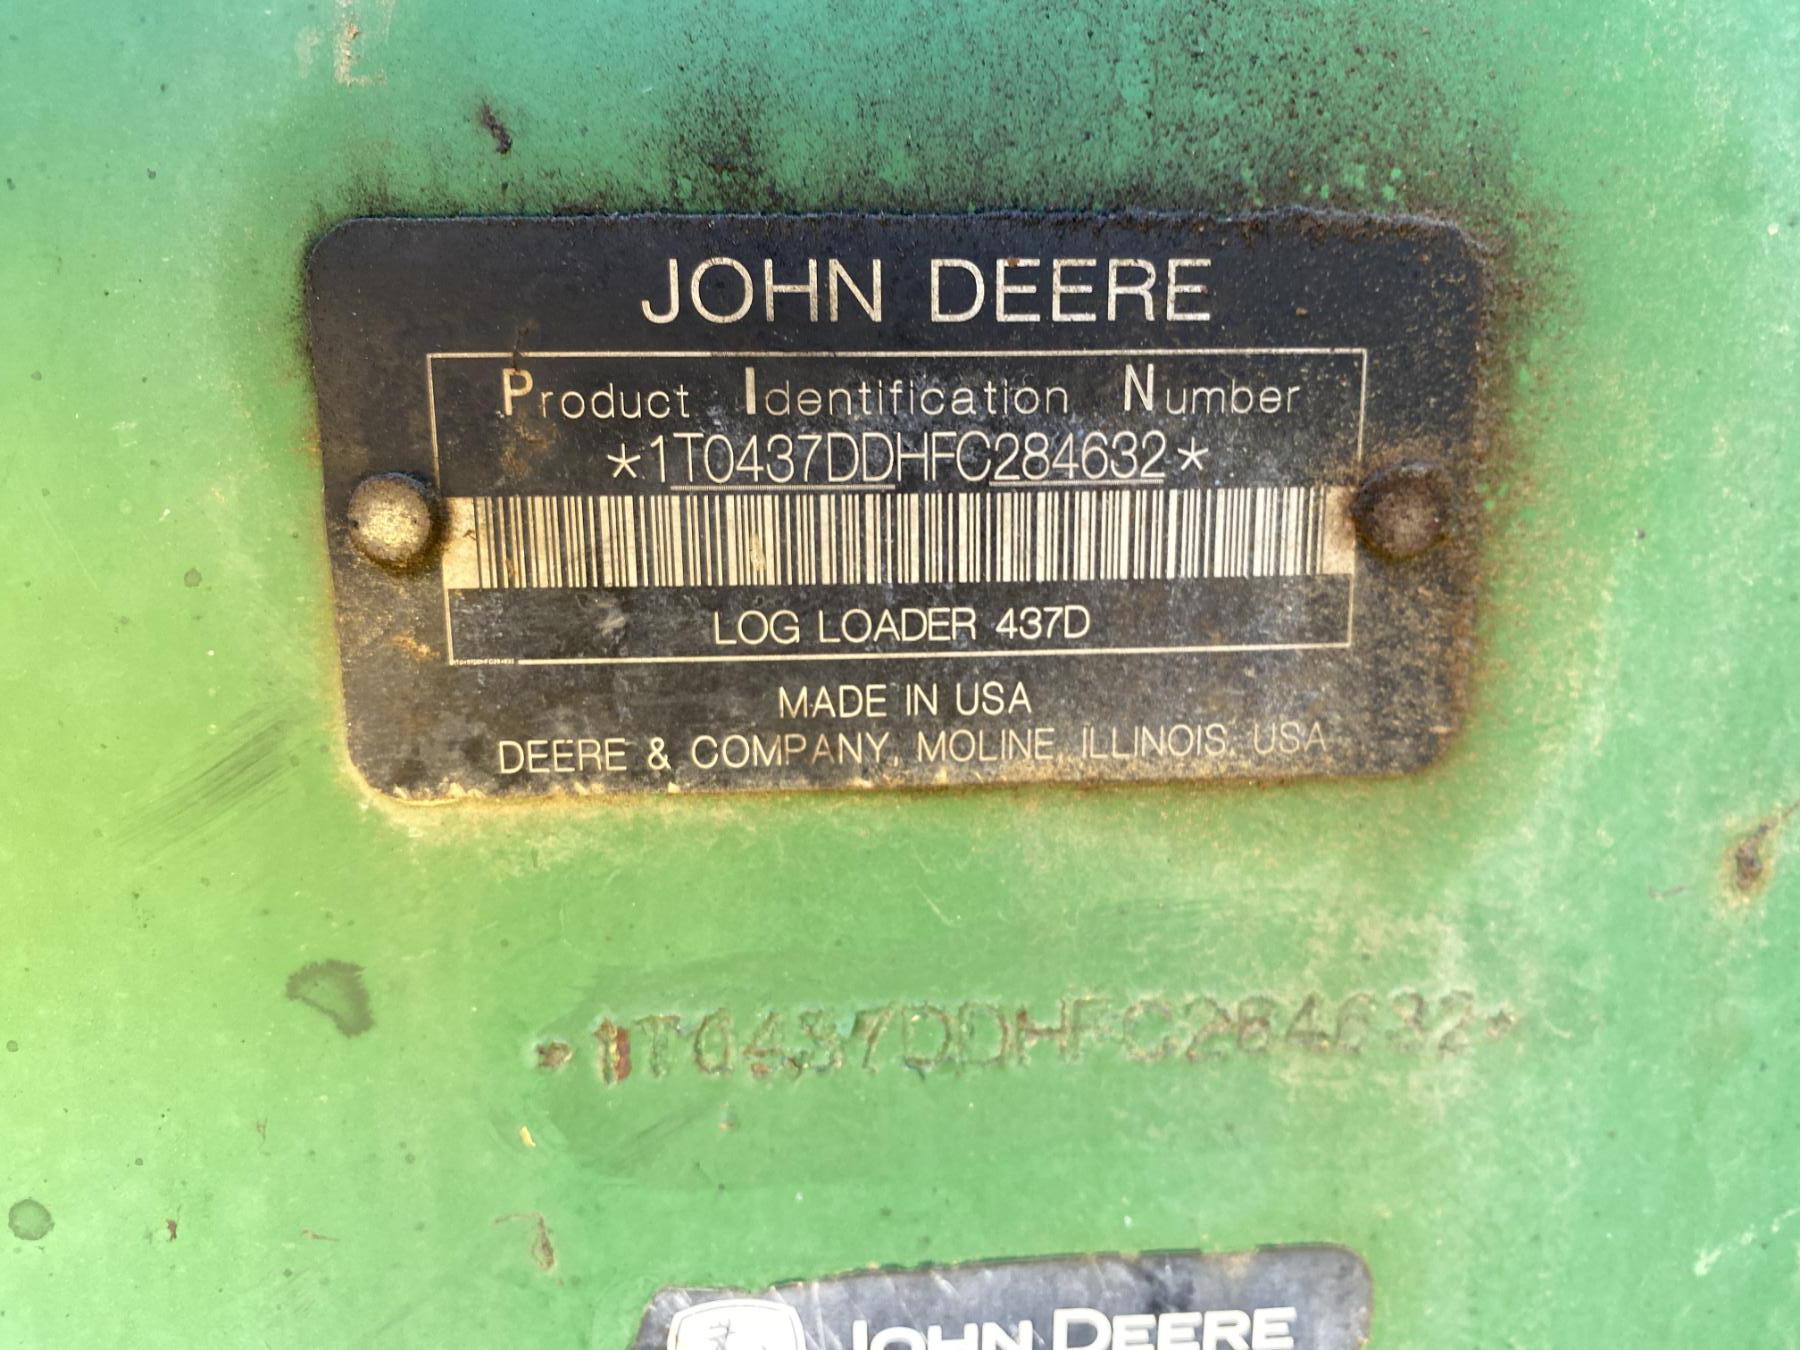 JOHN DEERE
Product Identification Number
*1T0437DDHFC284632*
LOG LOADER 437D
MADE IN USA
DEERE & COMPANY, MOLINE, ILLINOIS, USA
*1T0437DDHFC284632*
JOHN DEERE